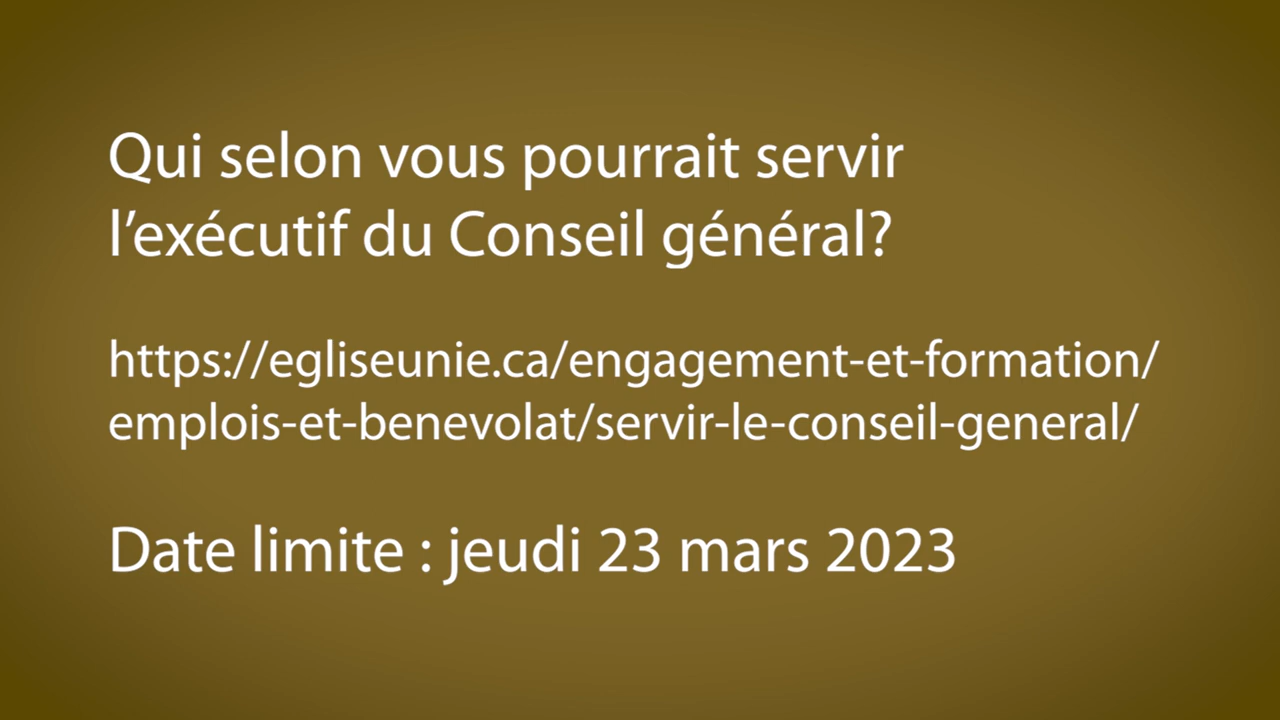 Qui selon vous pourrait servir
l’exécutif du Conseil général?
https://egliseunie.ca/engagement-et-formation/
emplois-et-benevolat/servir-le-conseil-general/
Date limite : jeudi 23 mars 2023